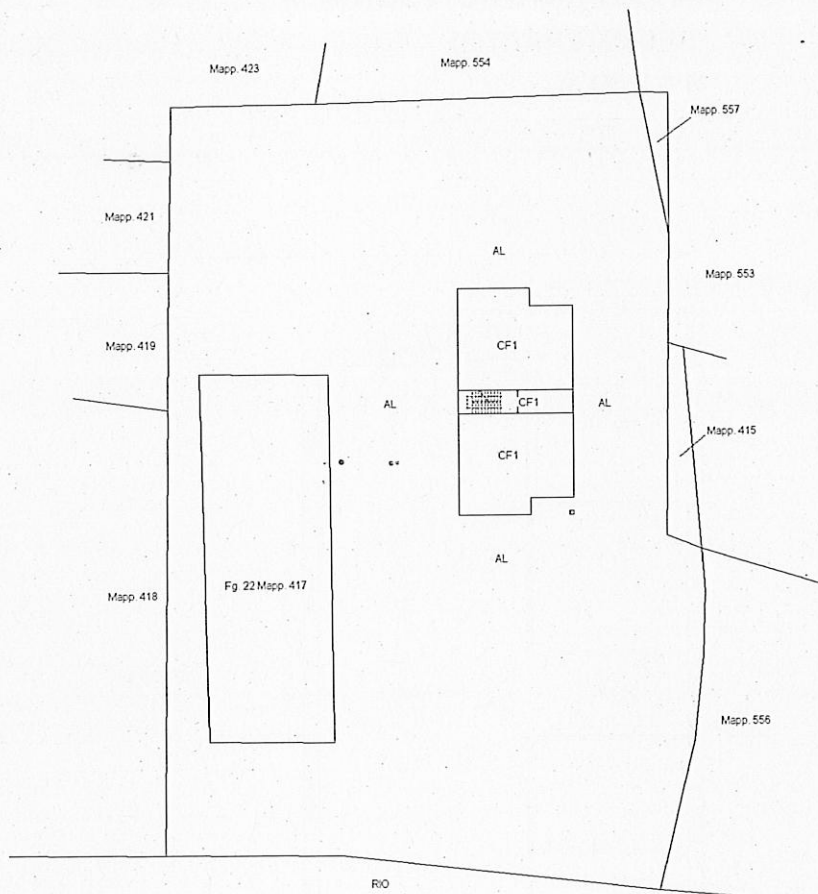 Mapp. 423
Mapp. 554
Mapp. 557
Mapp. 421
AL
Mapp. 553
Mapp. 419
CF1
AL
CF1
AL
Mapp. 415
CF1
AL
Fg. 22 Mapp. 417
Mapp. 418
Mapp. 556
RIO